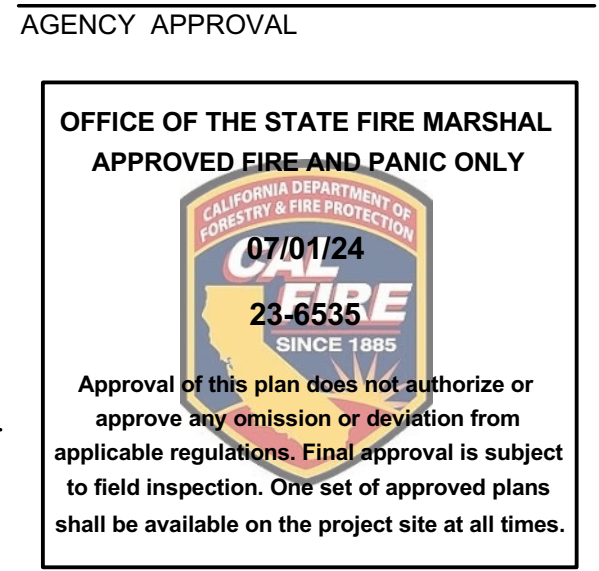 AGENCY APPROVAL
OFFICE OF THE STATE FIRE MARSHAL
APPROVED FIRE AND PANIC ONLY
CALIFORNIA DEPARTMENT OF
FORESTRY & FIRE PROTECTION
07/01/24
CAL
23-6535
FIRE
SINCE 1885
Approval of this plan does not authorize or
approve any omission or deviation from
applicable regulations. Final approval is subject
to field inspection. One set of approved plans
shall be available on the project site at all times.